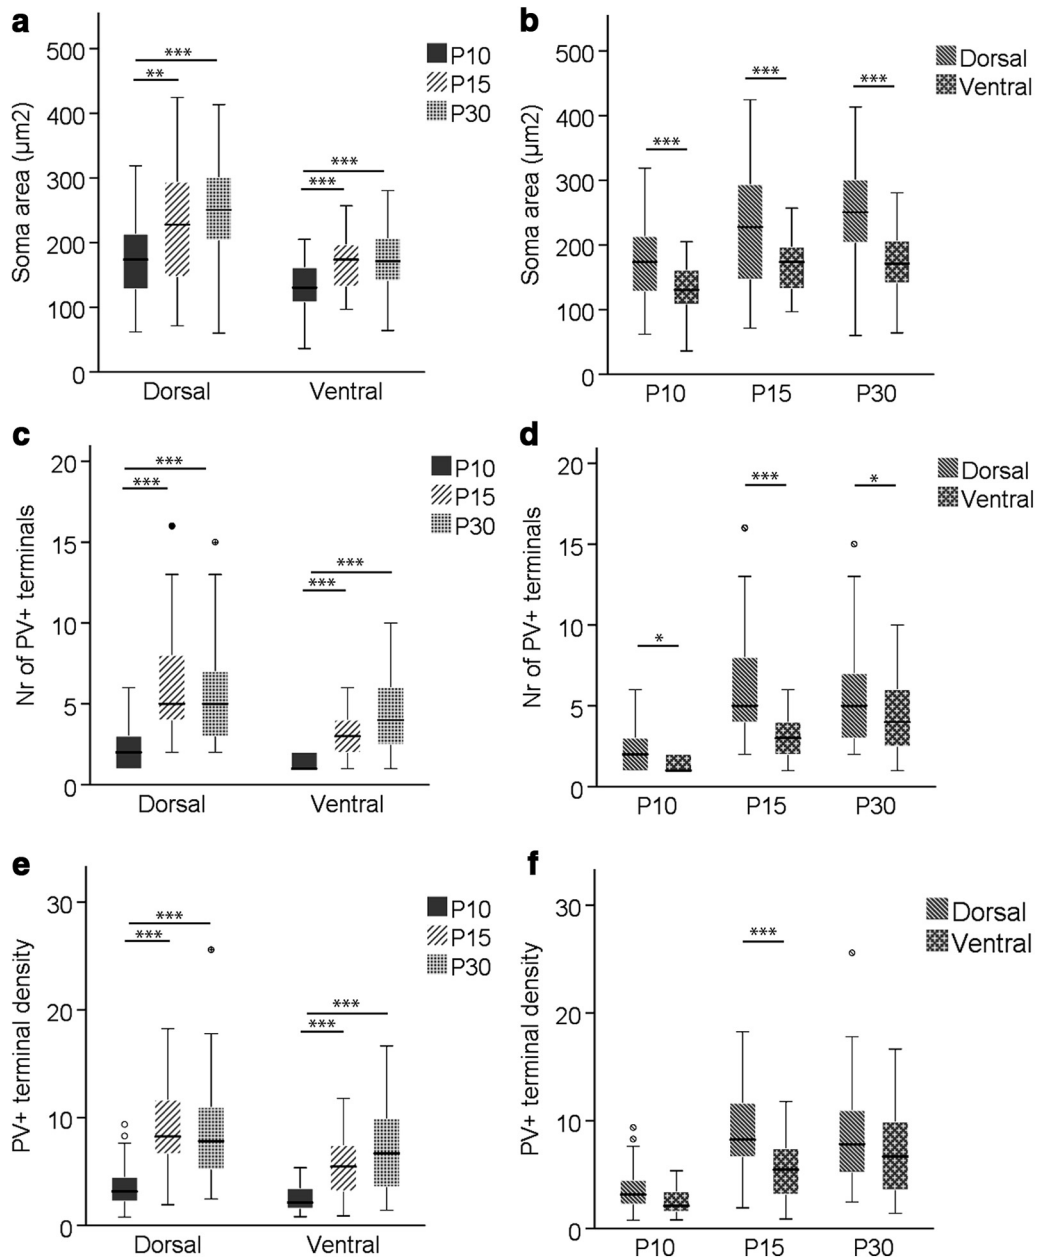 a
Soma area (µm2)
500
400
300
200
100
0
***
**
***
***
Dorsal
Ventral
P10
P15
P30
b
Soma area (µm2)
500
400
300
200
100
0
***
***
***
P10
P15
P30
Dorsal
Ventral
c
Nr of PV+ terminals
20
15
10
5
0
***
***
***
***
Dorsal
Ventral
P10
P15
P30
d
Nr of PV+ terminals
20
15
10
5
0
*
***
*
P10
P15
P30
Dorsal
Ventral
e
PV+ terminal density
30
20
10
0
***
***
***
***
Dorsal
Ventral
P10
P15
P30
f
PV+ terminal density
30
20
10
0
***
P10
P15
P30
Dorsal
Ventral